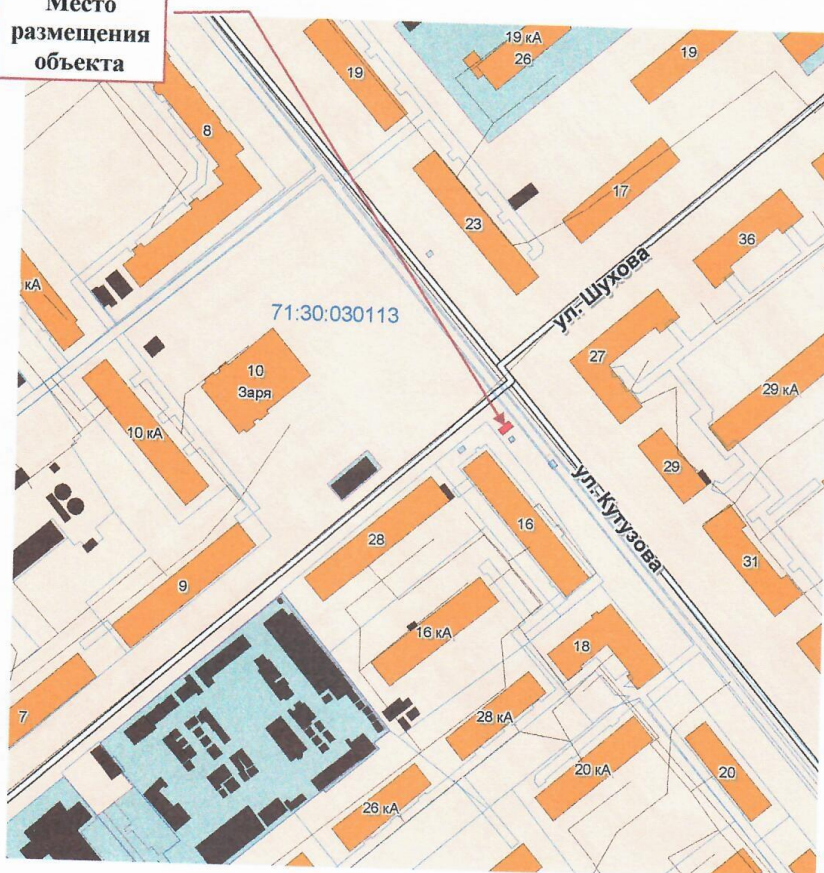 Место
размещения
объекта
19 кА
26
19
19
8
17
23
36
ул. Шухова
кА
71:30:030113
27
10
Заря
29 кА
10 кА
29
16
ул. Кутузова
28
31
9
16 кА
18
7
28 кА
20 кА
20
26 кА